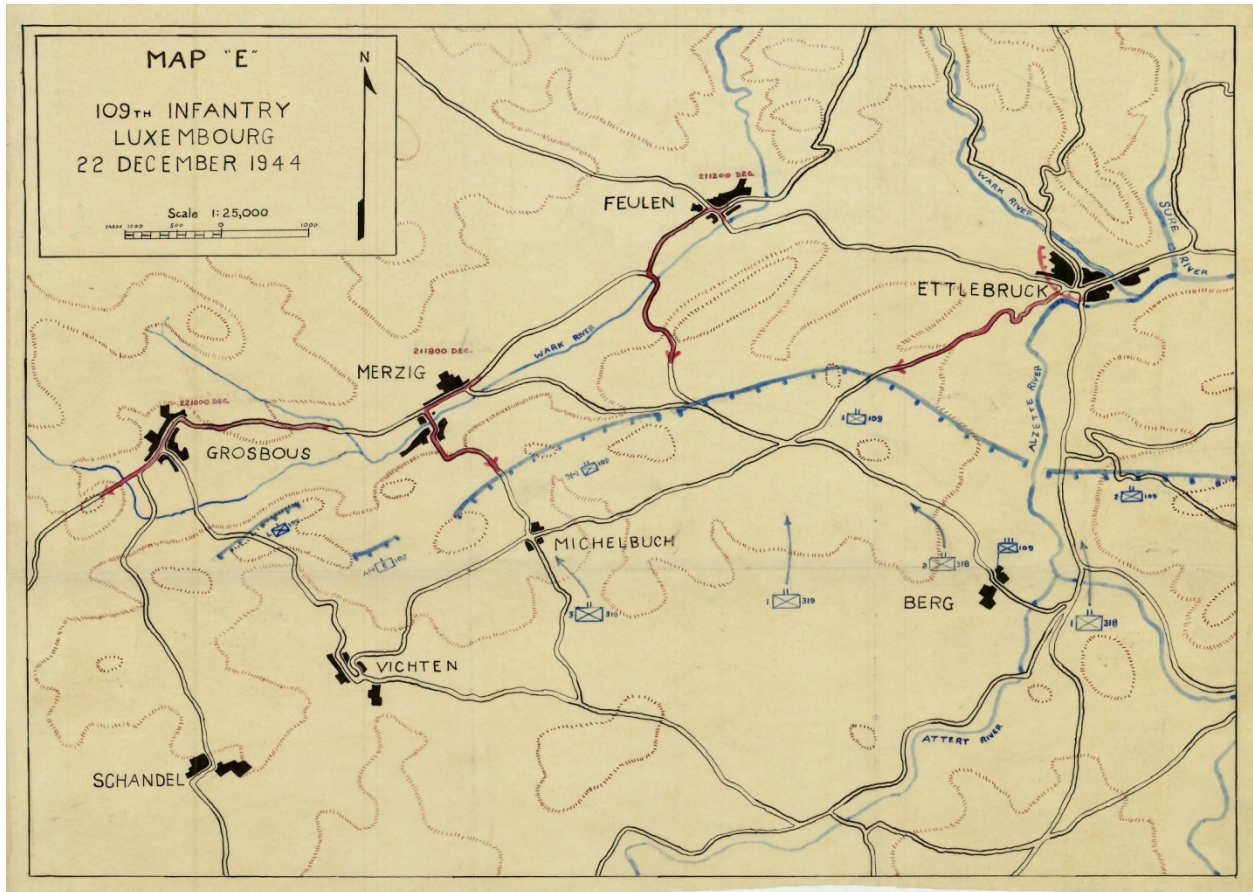 MAP "E"
N
109TH INFANTRY
LUXEMBOURG
22 DECEMBER 1944
Scale 1:25,000
YARDS 1000 500 0 1000
211200 DEC.
FEULEN
WARK RIVER
SURE RIVER
ETTLEBRUCK
211800 DEC.
MERZIG
WARK RIVER
221000 DEC.
GROSBOUS
ALZETTE RIVER
1 109
2 109
MICHELBUCH
109
2 318
BERG
1 319
3 319
1 318
VICHTEN
ATTERT RIVER
SCHANDEL